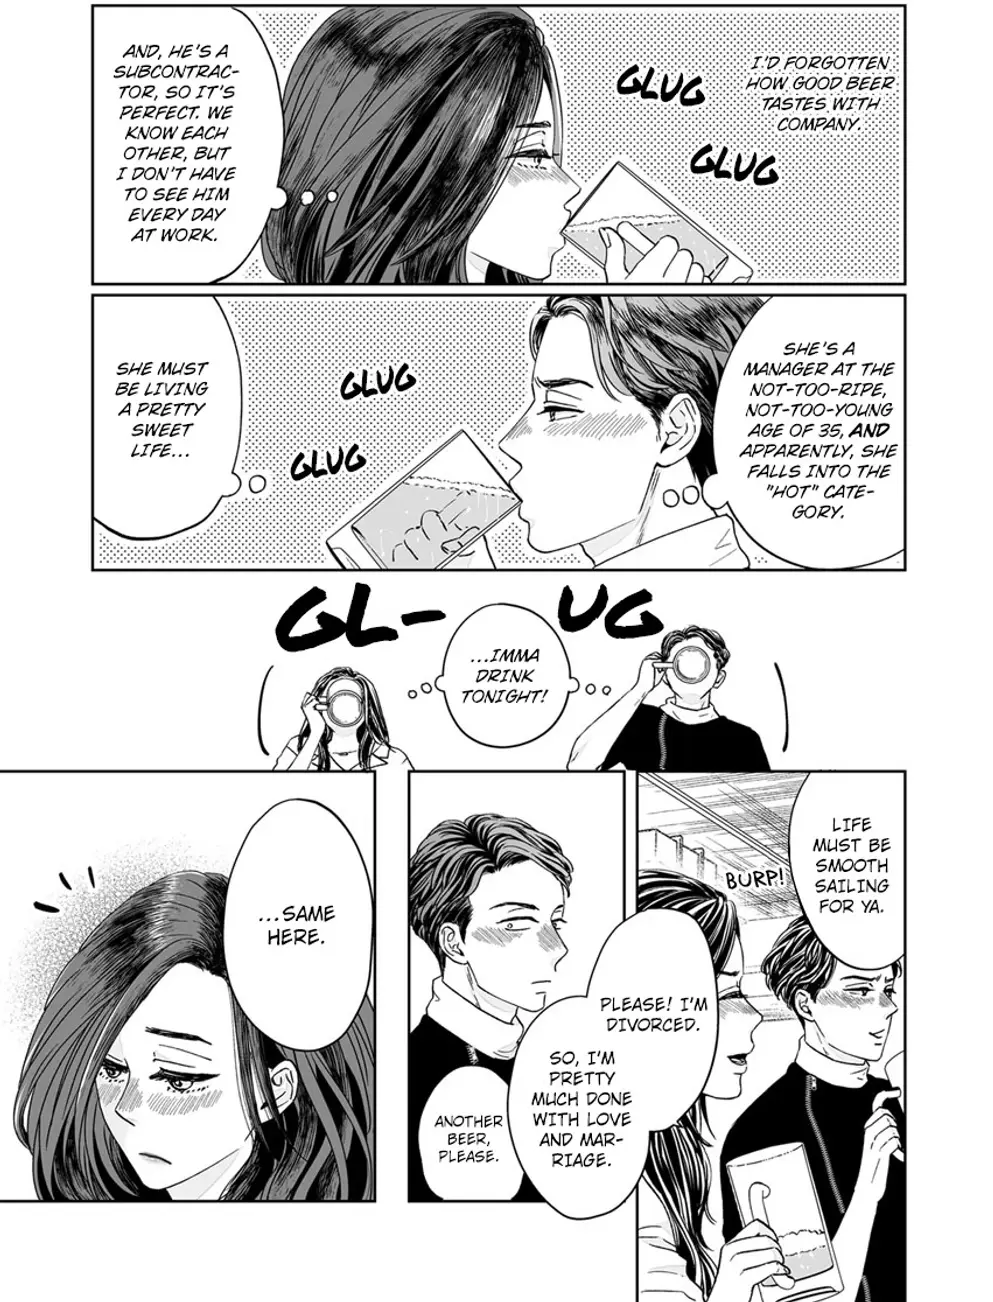 I'D FORGOTTEN
HOW GOOD BEER
TASTES WITH
COMPANY.
GLUG
GLUG
AND, HE'S A
SUBCONTRAC-
TOR, SO IT'S
PERFECT. WE
KNOW EACH
OTHER, BUT
I DON'T HAVE
TO SEE HIM
EVERY DAY
AT WORK.
SHE'S A
MANAGER AT THE
NOT-TOO-RIPE,
NOT-TOO-YOUNG
AGE OF 35, AND
APPARENTLY, SHE
FALLS INTO THE
"HOT" CATE-
GORY.
GLUG
GLUG
SHE MUST
BE LIVING
A PRETTY
SWEET
LIFE...
GL-UG
...IMMA
DRINK
TONIGHT!
LIFE
MUST BE
SMOOTH
SAILING
FOR YA.
BURP!
PLEASE! I'M
DIVORCED.
SO, I'M
PRETTY
MUCH DONE
WITH LOVE
AND MAR-
RIAGE.
ANOTHER
BEER,
PLEASE.
...SAME
HERE.